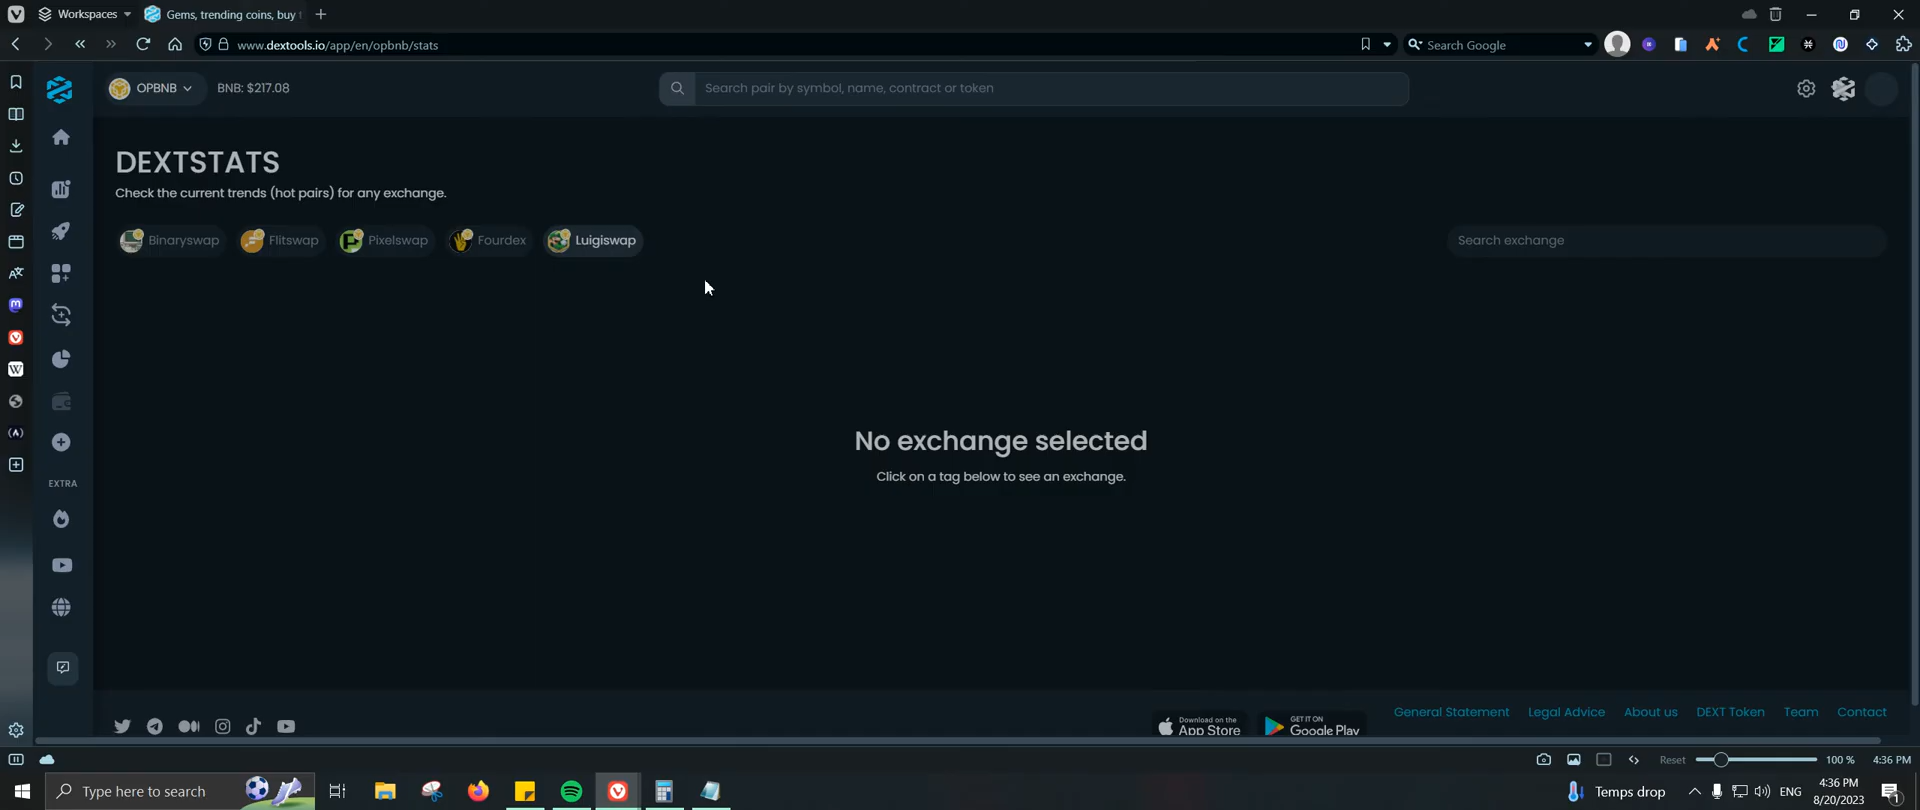 Workspaces
Gems, trending coins, buy
www.dextools.io/app/en/opbnb/stats
Search Google
OPBNB
BNB: $217.08
Search pair by symbol, name, contract or token
DEXTSTATS
Check the current trends (hot pairs) for any exchange.
Binaryswap
Flitswap
Pixelswap
Fourdex
Luigiswap
Search exchange
No exchange selected
Click on a tag below to see an exchange.
EXTRA
Download on the
App Store
GET IT ON
Google Play
General Statement
Legal Advice
About us
DEXT Token
Team
Contact
Reset
100 %
4:36 PM
Type here to search
Temps drop
ENG
4:36 PM
8/20/2023
1